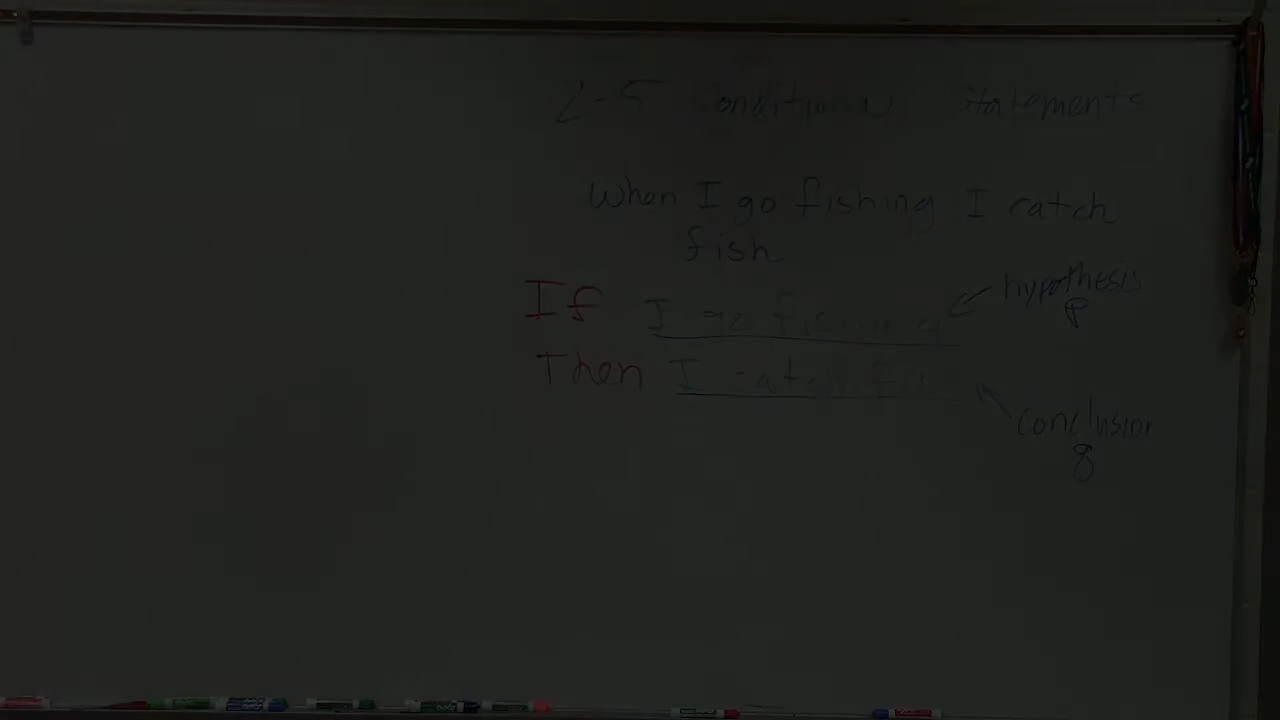 2-5 Conditional Statements
When I go fishing I catch
fish
If I go fishing
hypothesis
p
Then I catch fish
conclusion
q